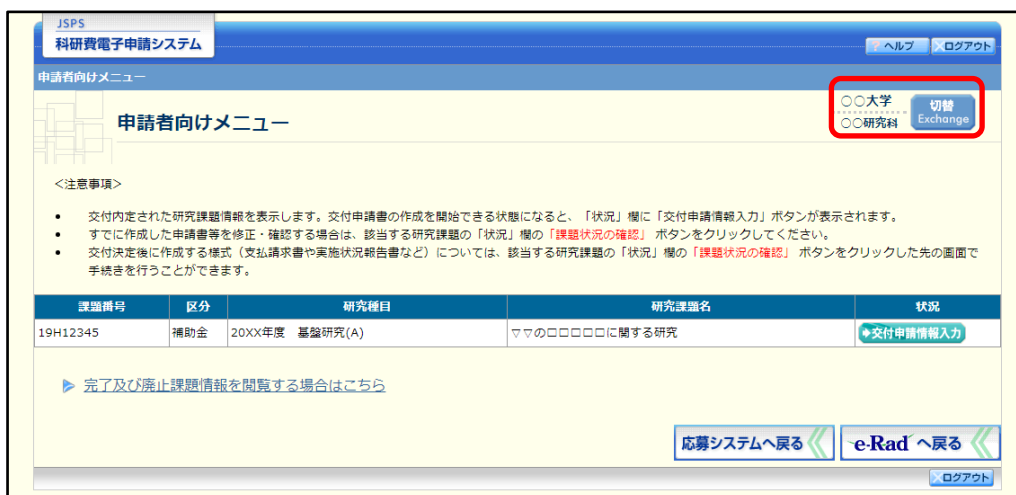 JSPS
科研費電子申請システム
? ヘルプ
ログアウト
申請者向けメニュー
申請者向けメニュー
○○大学
○○研究科
切替
Exchange
<注意事項>
• 交付内定された研究課題情報を表示します。交付申請書の作成を開始できる状態になると、「状況」欄に「交付申請情報入力」ボタンが表示されます。
• すでに作成した申請書等を修正・確認する場合は、該当する研究課題の「状況」欄の「課題状況の確認」 ボタンをクリックしてください。
• 交付決定後に作成する様式（支払請求書や実施状況報告書など）については、該当する研究課題の「状況」欄の「課題状況の確認」 ボタンをクリックした先の画面で
手続きを行うことができます。
課題番号 区分 研究種目 研究課題名 状況
19H12345 補助金 20XX年度 基盤研究(A) ▽▽の□□□□□に関する研究 交付申請情報入力
完了及び廃止課題情報を閲覧する場合はこちら
応募システムへ戻る
e-Rad へ戻る
ログアウト